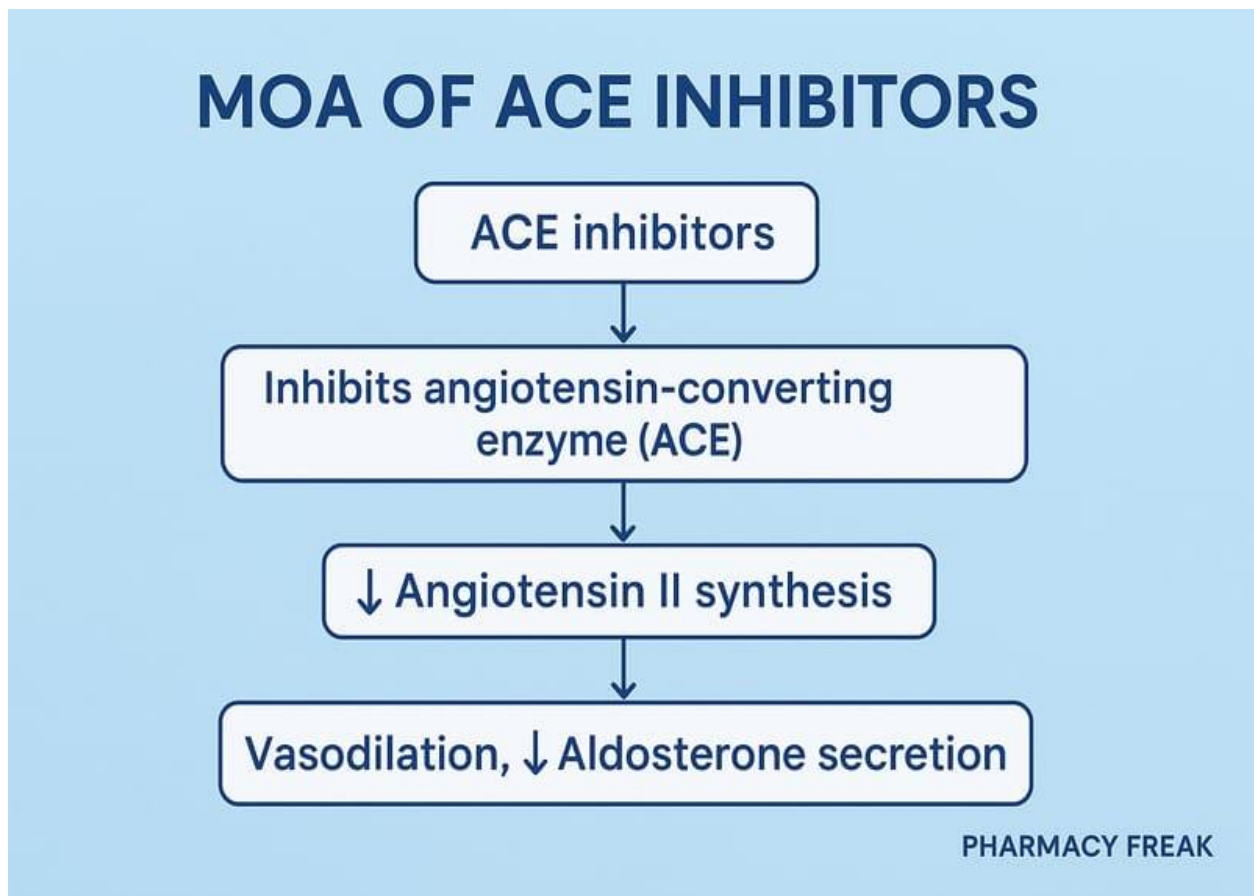 MOA OF ACE INHIBITORS
ACE inhibitors
Inhibits angiotensin-converting
enzyme (ACE)
↓ Angiotensin II synthesis
Vasodilation, ↓ Aldosterone secretion
PHARMACY FREAK